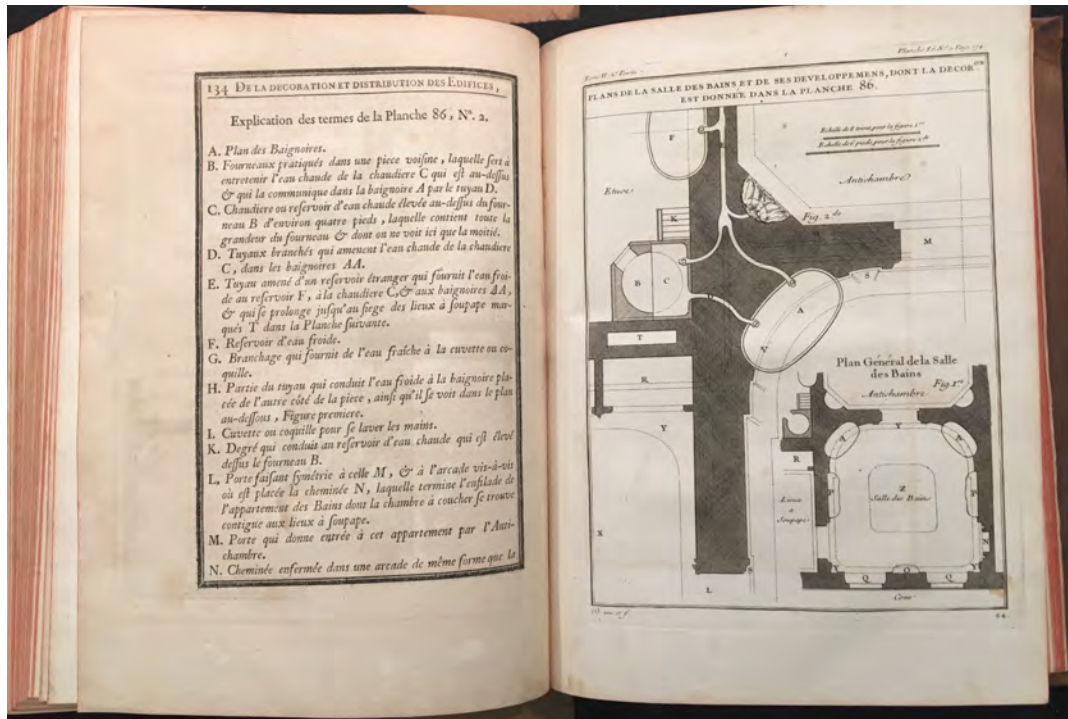 134 DE LA DECORATION ET DISTRIBUTION DES EDIFICES,
Explication des termes de la Planche 86, N°. 2.
A. Plan des Baignoires.
B. Fourneaux pratiqués dans une piece voiſine, laquelle ſert à
entretenir l'eau chaude de la chaudiere C qui eſt au-deſſus
& qui la communique dans la baignoire A par le tuyau D.
C. Chaudiere ou reſervoir d'eau chaude élevée au-deſſus du four-
neau B d'environ quatre pieds, laquelle contient toute la
grandeur du fourneau & dont on ne voit ici que la moitié.
D. Tuyaux branchés qui amenent l'eau chaude de la chaudiere
C, dans les baignoires AA.
E. Tuyau amené d'un reſervoir étranger qui fournit l'eau froi-
de au reſervoir F, à la chaudiere C, & aux baignoires AA,
& qui ſe prolonge juſqu'au ſiege des lieux à ſoupape mar-
qués T dans la Planche ſuivante.
F. Reſervoir d'eau froide.
G. Branchage qui fournit de l'eau fraîche à la cuvette ou co-
quille.
H. Partie du tuyau qui conduit l'eau froide à la baignoire pla-
cée de l'autre côté de la piece, ainſi qu'il ſe voit dans le plan
au-deſſous, Figure premiere.
I. Cuvette ou coquille pour ſe laver les mains.
K. Degré qui conduit au reſervoir d'eau chaude qui eſt élevé
deſſus le fourneau B.
L. Porte faiſant ſymétrie à celle M, & à l'arcade vis-à-vis
où eſt placée la cheminée N, laquelle termine l'enfilade de
l'appartement des Bains dont la chambre à coucher ſe trouve
contigue aux lieux à ſoupape.
M. Porte qui donne entrée à cet appartement par l'Anti-
chambre.
N. Cheminée enfermée dans une arcade de même forme que la
PLANS DE LA SALLE DES BAINS ET DE SES DEVELOPPEMENS, DONT LA DECOR.ON
EST DONNÉE DANS LA PLANCHE 86.
F
Echelle de
Echelle de
Etuve
Antichambre
K
Fig. 2.de
M
S
B C
A
T
V
R
Plan Général de la Salle
des Bains
Fig. 1.re
Antichambre
Y
Y
A
A
R
Z
Salle des Bains
P
P
Lieux
à
Soupape
X
N
Q O Q
L
Cour